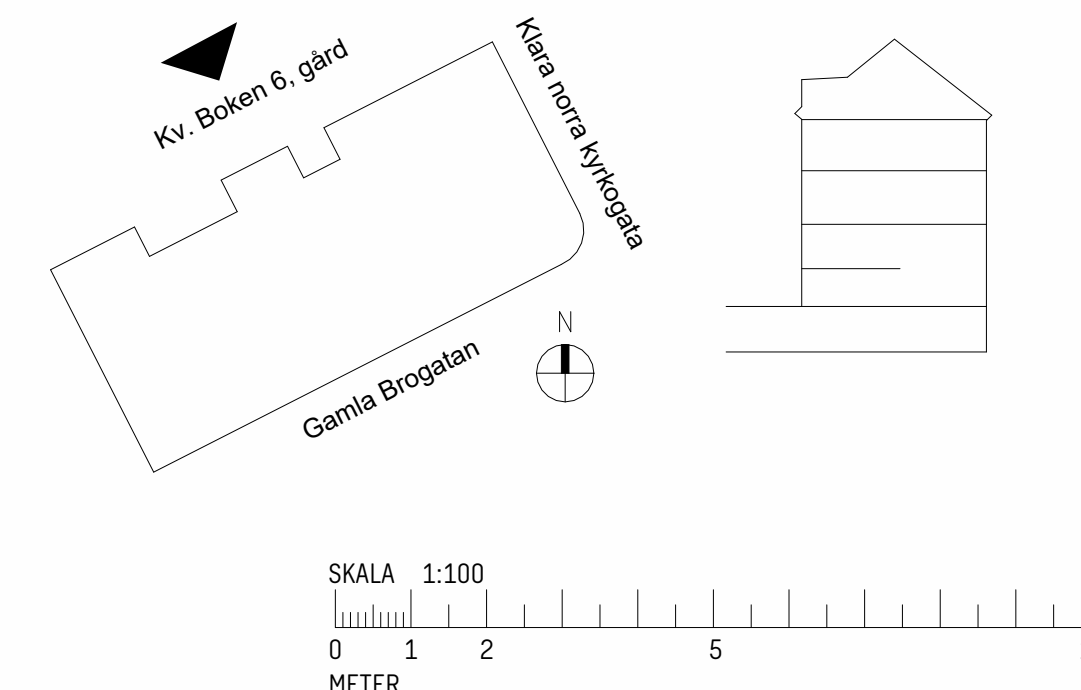 Kv. Boken 6, gård
Klara norra kyrkogata
Gamla Brogatan
N
SKALA 1:100
0 1 2 5
METER